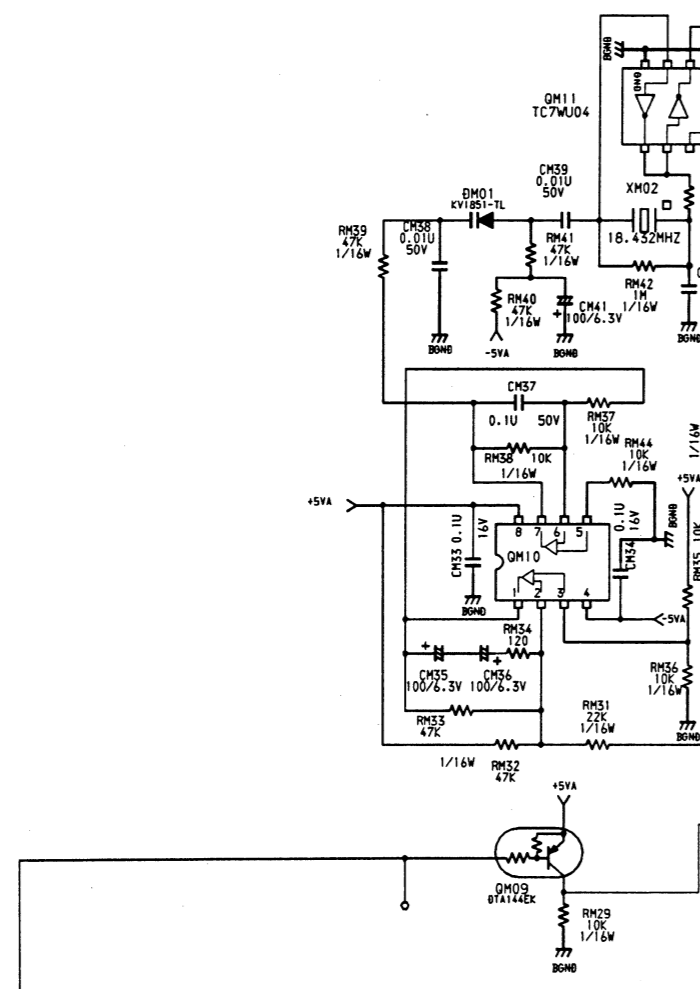 BGND
GND
QM11
TC7WU04
CM39
0.01U
50V
XM02
18.432MHZ
DM01
KV1851-TL
RM39
47K
1/16W
CM38
0.01U
50V
RM41
47K
1/16W
RM42
1M
1/16W
RM40
47K
1/16W
CM41
100/6.3V
BGND
-5VA
BGND
BGND
CM37
0.1U 50V
RM37
10K
1/16W
RM38 10K
1/16W
RM44
10K
1/16W
1/16W
+5VA
+5VA
CM33 0.1U
16V
BGND
8 7 6 5
QM10
1 2 3 4
0.1U
16V
CM34
BGND
RM35 10K
-5VA
RM34
120
CM35
100/6.3V
CM36
100/6.3V
RM36
10K
1/16W
BGND
RM33
47K
RM31
22K
1/16W
1/16W
RM32
47K
+5VA
QM09
DTA144EK
RM29
10K
1/16W
BGND